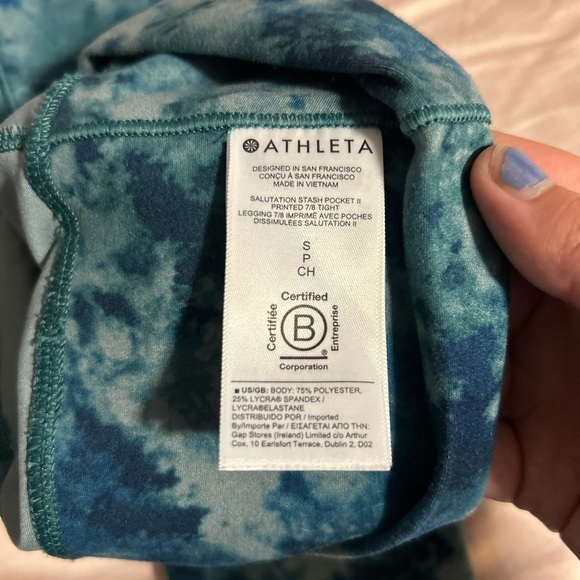 ATHLETA
DESIGNED IN SAN FRANCISCO
CONÇU À SAN FRANCISCO
MADE IN VIETNAM
SALUTATION STASH POCKET II
PRINTED 7/8 TIGHT
LEGGING 7/8 IMPRIMÉ AVEC POCHES
DISSIMULÉES SALUTATION II
S
P
CH
Certified
Certifiée
B
Entreprise
®
Corporation
■ US/GB: BODY: 75% POLYESTER,
25% LYCRA® SPANDEX /
LYCRA®ELASTANE
DISTRIBUIDO POR / Imported
By/Importe Par / ΕΙΣΑΓΕΤΑΙ ΑΠΟ ΤΗΝ:
Gap Stores (Ireland) Limited c/o Arthur
Cox, 10 Earlsfort Terrace, Dublin 2, D02